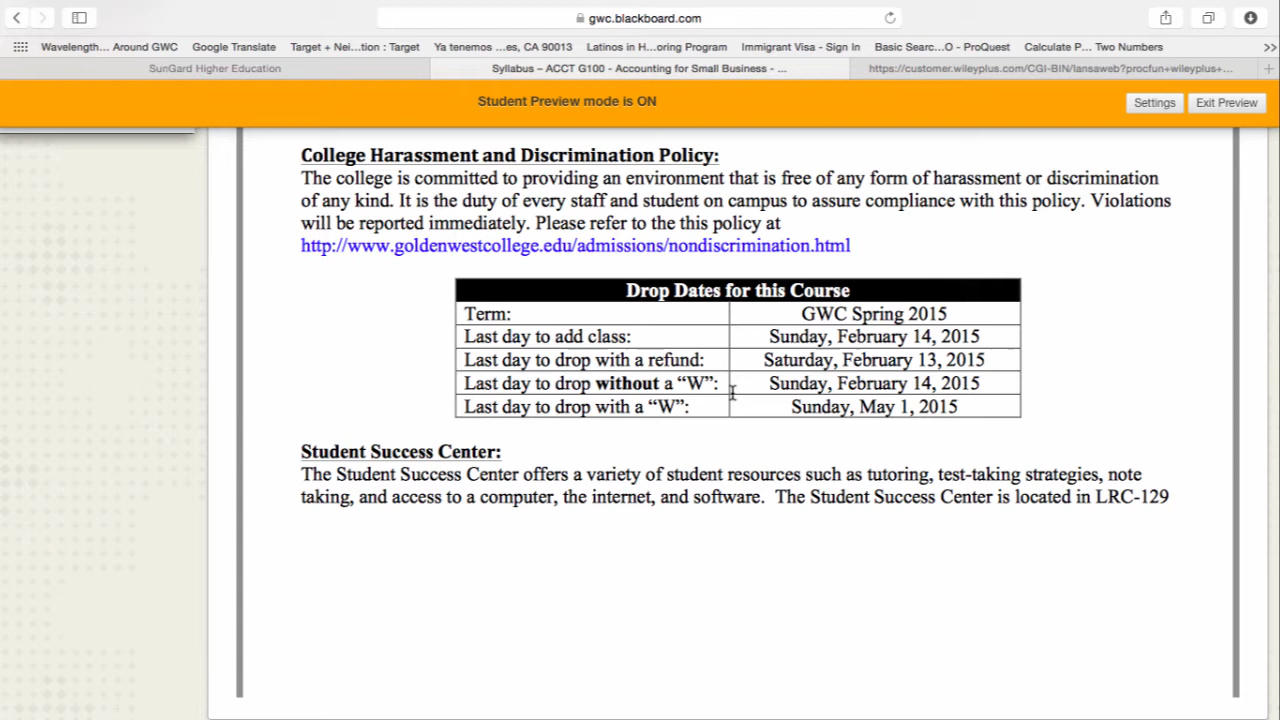 gwc.blackboard.com
Wavelength... Around GWC Google Translate Target + Nei...tion : Target Ya tenemos ...es, CA 90013 Latinos in H...oring Program Immigrant Visa - Sign In Basic Searc...O - ProQuest Calculate P... Two Numbers >>
SunGard Higher Education Syllabus – ACCT G100 - Accounting for Small Business - ... https://customer.wileyplus.com/CGI-BIN/lansaweb?procfun+wileyplus+...
Student Preview mode is ON Settings Exit Preview
College Harassment and Discrimination Policy:
The college is committed to providing an environment that is free of any form of harassment or discrimination
of any kind. It is the duty of every staff and student on campus to assure compliance with this policy. Violations
will be reported immediately. Please refer to the this policy at
http://www.goldenwestcollege.edu/admissions/nondiscrimination.html
Drop Dates for this Course
Term: GWC Spring 2015
Last day to add class: Sunday, February 14, 2015
Last day to drop with a refund: Saturday, February 13, 2015
Last day to drop without a “W”: Sunday, February 14, 2015
Last day to drop with a “W”: Sunday, May 1, 2015
Student Success Center:
The Student Success Center offers a variety of student resources such as tutoring, test-taking strategies, note
taking, and access to a computer, the internet, and software. The Student Success Center is located in LRC-129